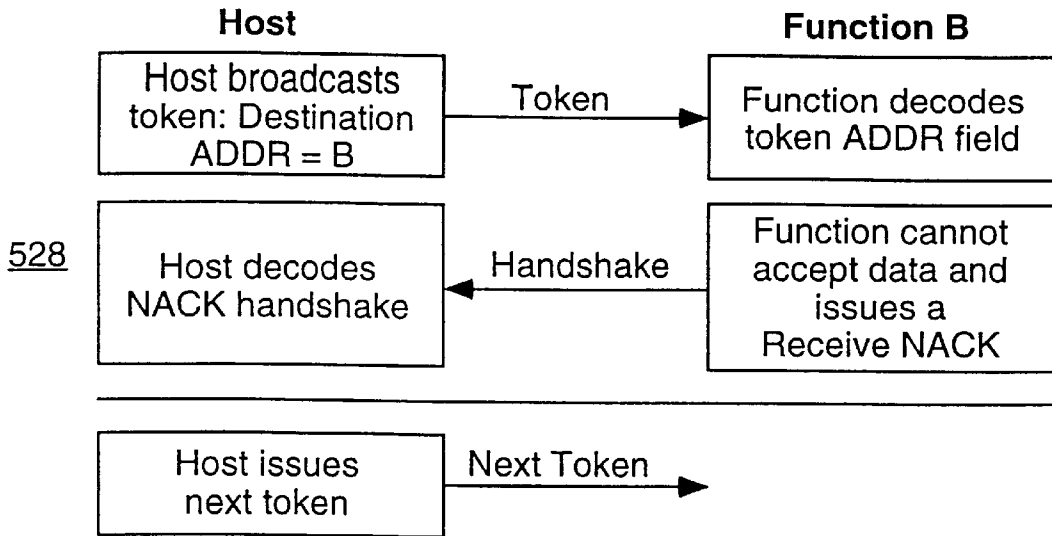 Host
Function B
Host broadcasts
token: Destination
ADDR = B
Token
Function decodes
token ADDR field
528
Host decodes
NACK handshake
Handshake
Function cannot
accept data and
issues a
Receive NACK
Host issues
next token
Next Token